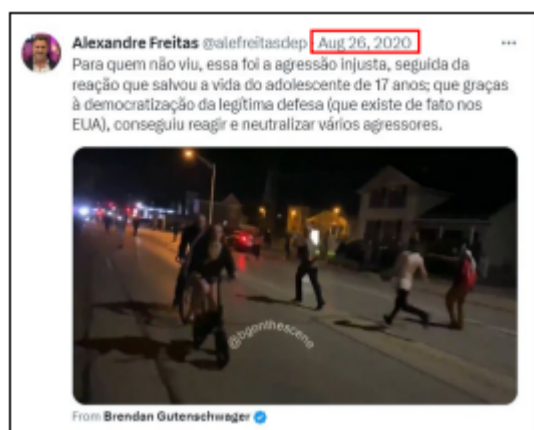 Alexandre Freitas @alefreitasdep · Aug 26, 2020 ···
Para quem não viu, essa foi a agressão injusta, seguida da
reação que salvou a vida do adolescente de 17 anos; que graças
à democratização da legítima defesa (que existe de fato nos
EUA), conseguiu reagir e neutralizar vários agressores.
@bgonthescene
From Brendan Gutenschwager